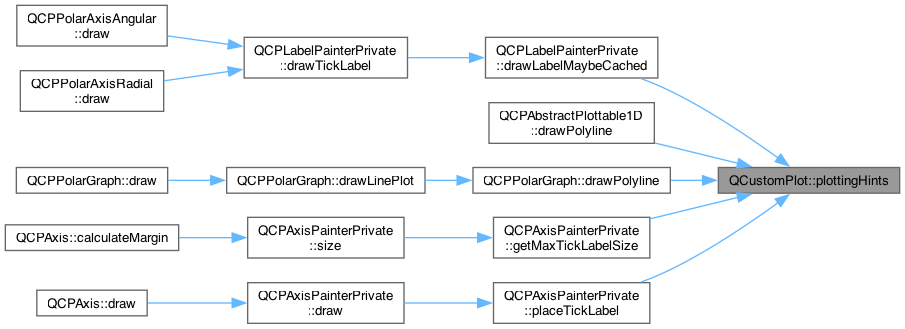 QCPPolarAxisAngular
::draw
QCPLabelPainterPrivate
::drawTickLabel
QCPLabelPainterPrivate
::drawLabelMaybeCached
QCPPolarAxisRadial
::draw
QCPAbstractPlottable1D
::drawPolyline
QCPPolarGraph::draw
QCPPolarGraph::drawLinePlot
QCPPolarGraph::drawPolyline
QCustomPlot::plottingHints
QCPAxis::calculateMargin
QCPAxisPainterPrivate
::size
QCPAxisPainterPrivate
::getMaxTickLabelSize
QCPAxis::draw
QCPAxisPainterPrivate
::draw
QCPAxisPainterPrivate
::placeTickLabel